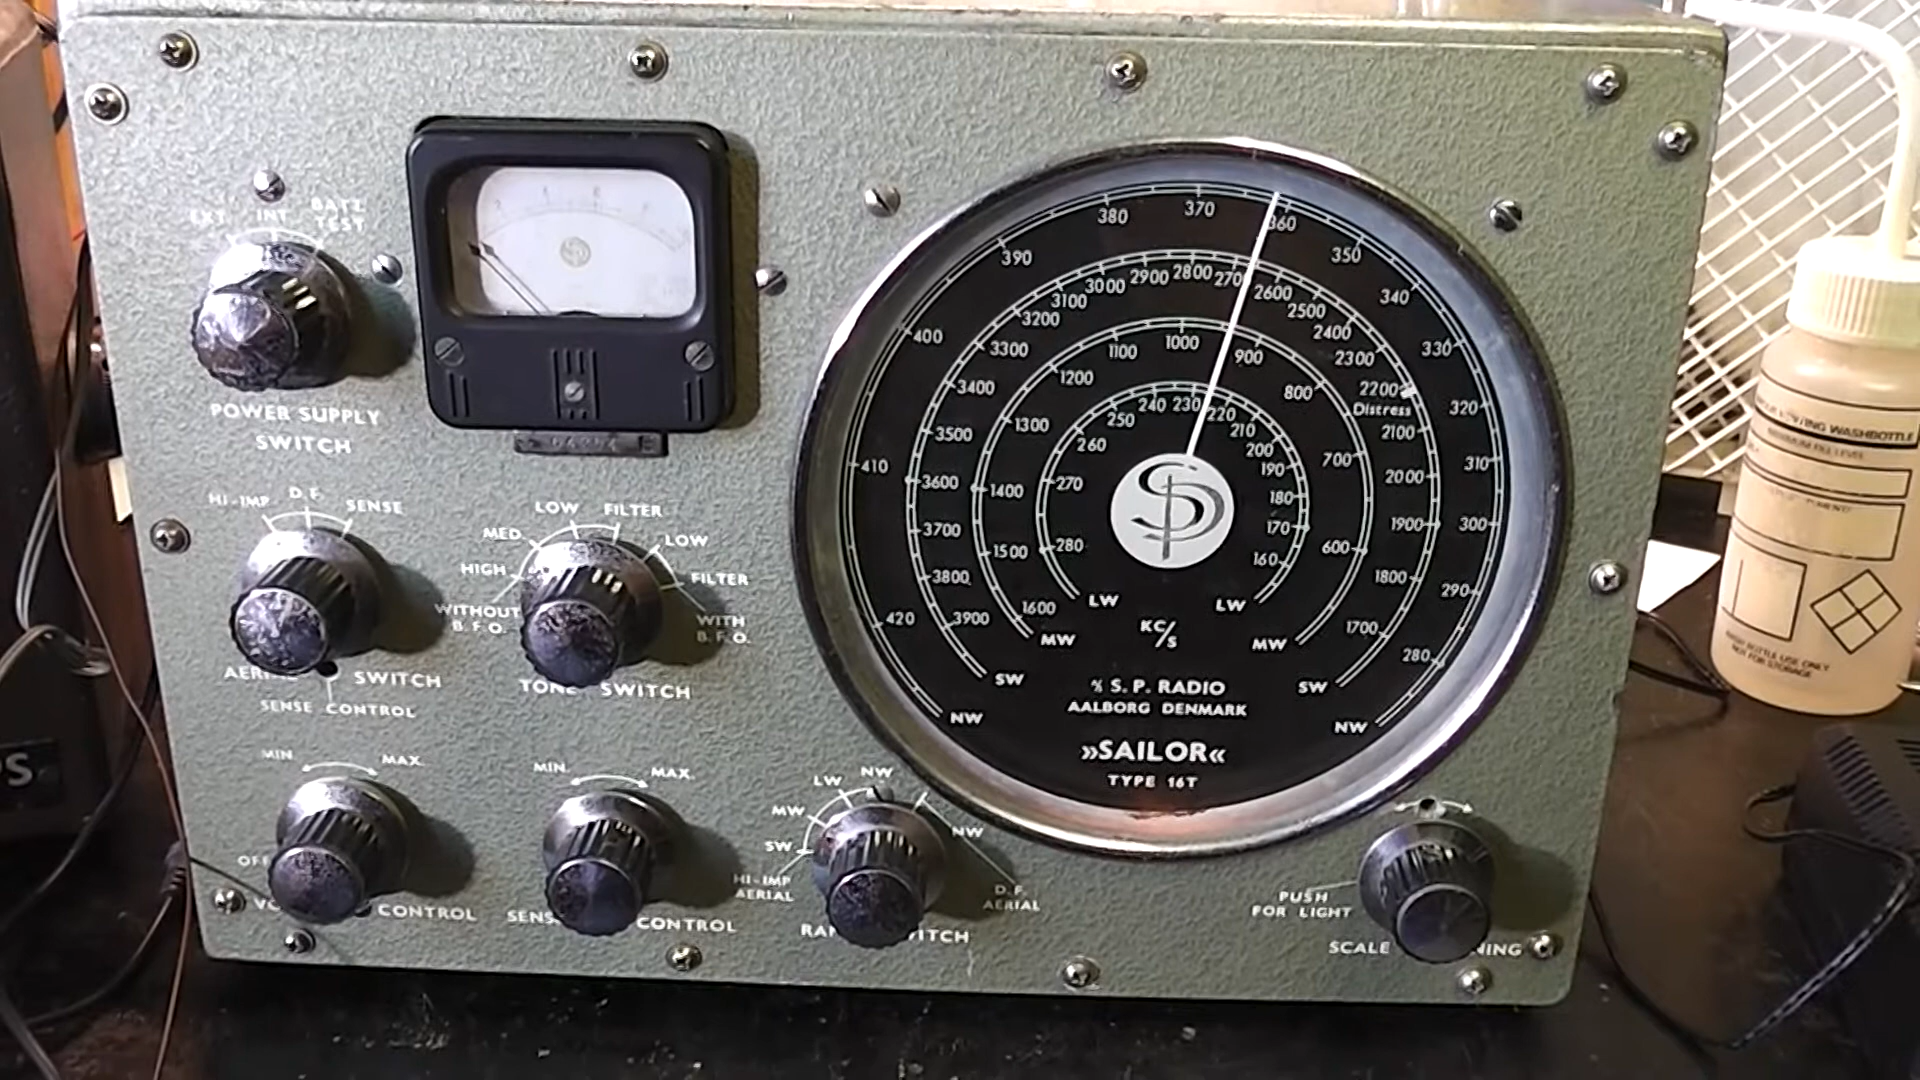 EXT. INT. BATT. TEST
POWER SUPPLY
SWITCH
HI-IMP. D.F. SENSE
SWITCH
SENSE CONTROL
LOW FILTER
MED. LOW
HIGH FILTER
WITHOUT B.F.O. WITH B.F.O.
TONE SWITCH
MIN. MAX.
CONTROL
MIN. MAX.
CONTROL
LW NW
MW NW
SW
HI-IMP AERIAL D.F. AERIAL
PUSH
FOR LIGHT
SCALE
420 410 400 390 380 370 360 350 340 330 320 310 300 290 280
3900 3800 3700 3600 3500 3400 3300 3200 3100 3000 2900 2800 2600 2500 2400 2300 2200 Distress 2100 2000 1900 1800 1700
1600 1500 1400 1300 1200 1100 1000 900 800 700 600
280 270 260 250 240 230 220 210 200 190 180 170 160
LW LW
MW KC/S MW
SW SW
NW NW
S. P. RADIO
AALBORG DENMARK
»SAILOR«
TYPE 16T
SP
WASHBOTTLE